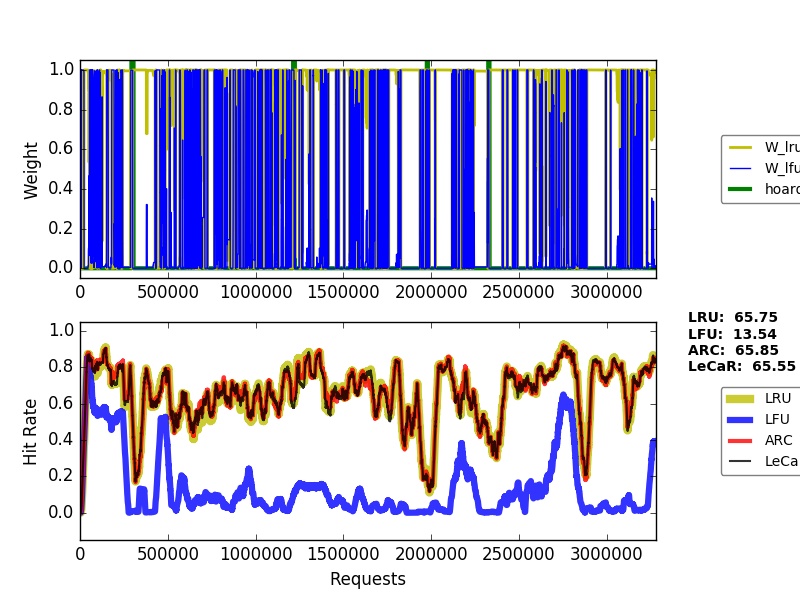 1.0
0.8
0.6
0.4
0.2
0.0
Weight
0 500000 1000000 1500000 2000000 2500000 3000000
W_lru
W_lfu
hoard
LRU: 65.75
LFU: 13.54
ARC: 65.85
LeCaR: 65.55
1.0
0.8
0.6
0.4
0.2
0.0
Hit Rate
0 500000 1000000 1500000 2000000 2500000 3000000
Requests
LRU
LFU
ARC
LeCa